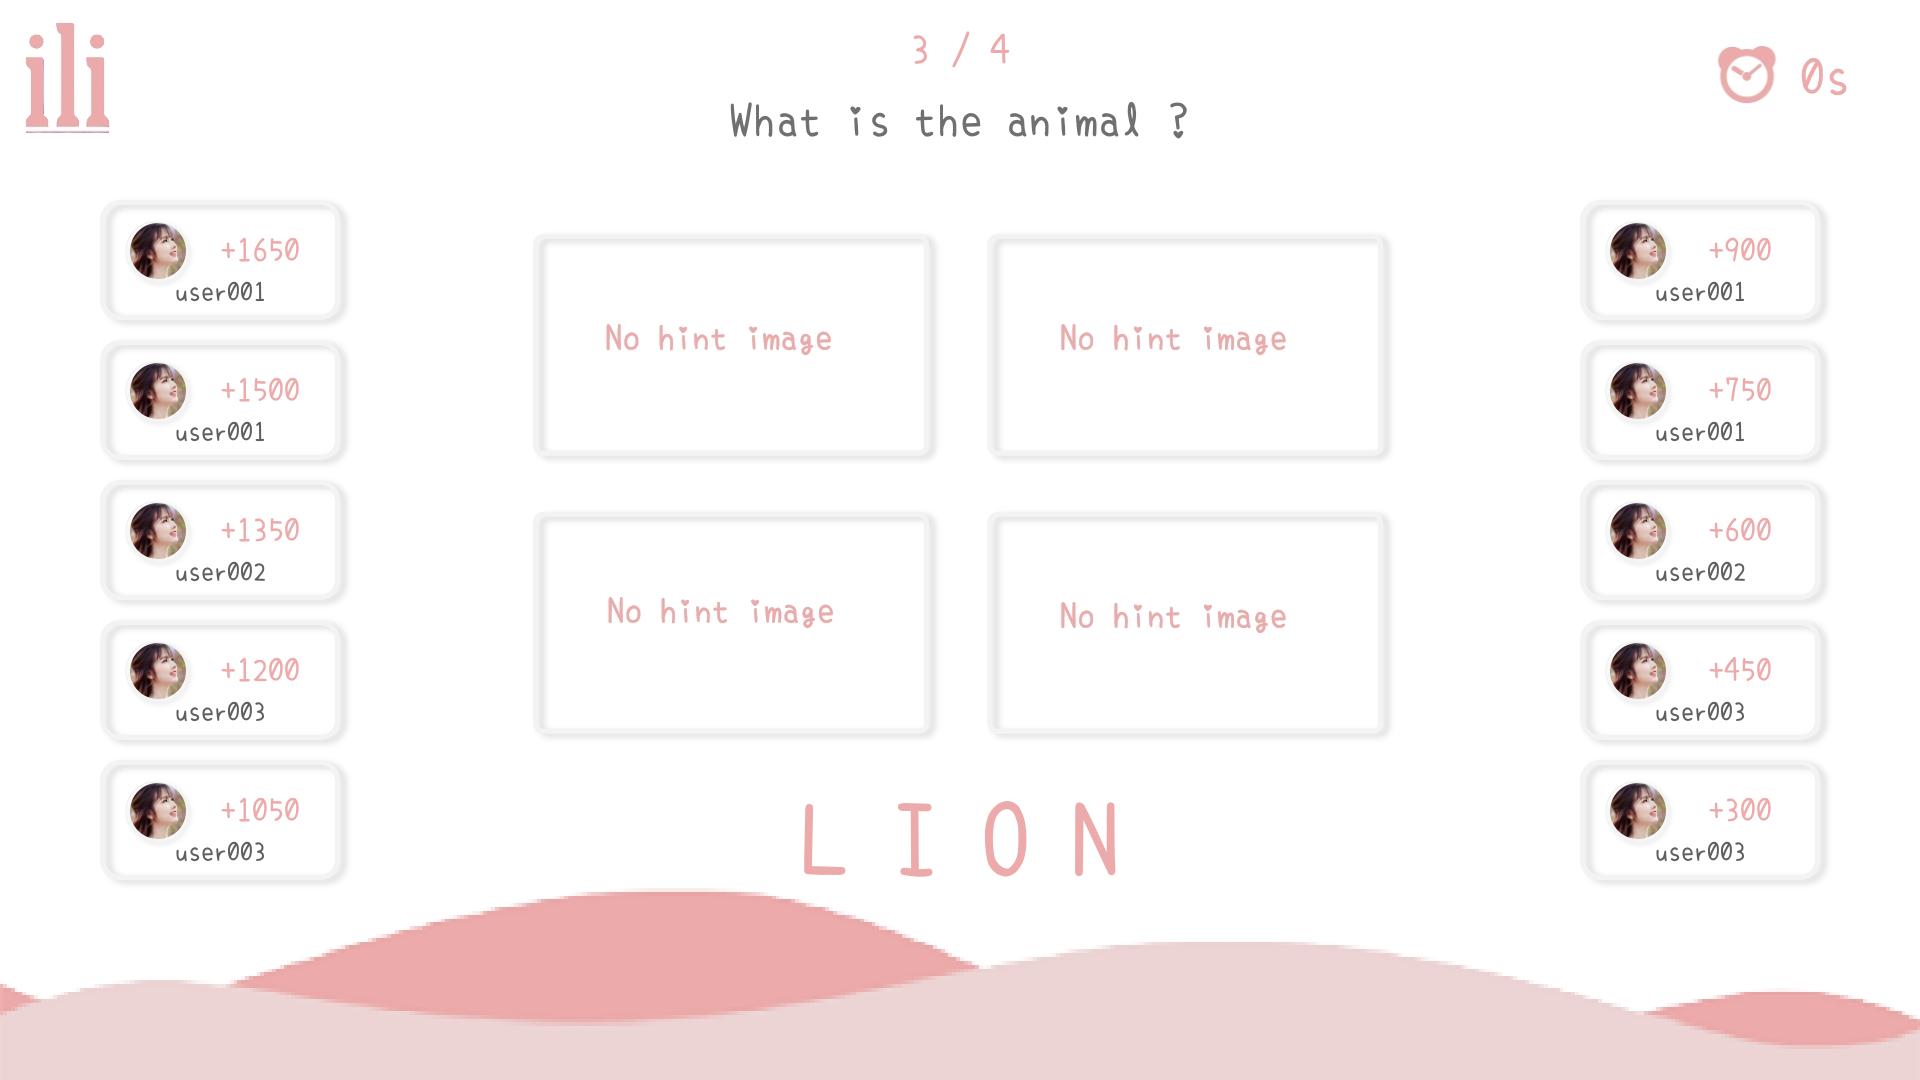 ili
3 / 4
What is the animal ?
0s
+1650
user001
+1500
user001
+1350
user002
+1200
user003
+1050
user003
No hint image
No hint image
No hint image
No hint image
LION
+900
user001
+750
user001
+600
user002
+450
user003
+300
user003